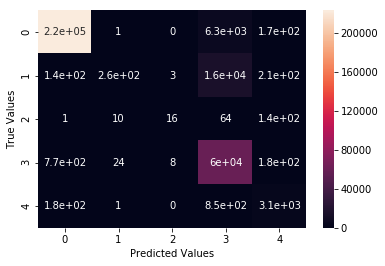 0 2.2e+05 1 0 6.3e+03 1.7e+02
1 1.4e+02 2.6e+02 3 1.6e+04 2.1e+02
2 1 10 16 64 1.4e+02
3 7.7e+02 24 8 6e+04 1.8e+02
4 1.8e+02 1 0 8.5e+02 3.1e+03
0 1 2 3 4
Predicted Values
True Values
200000
160000
120000
80000
40000
0